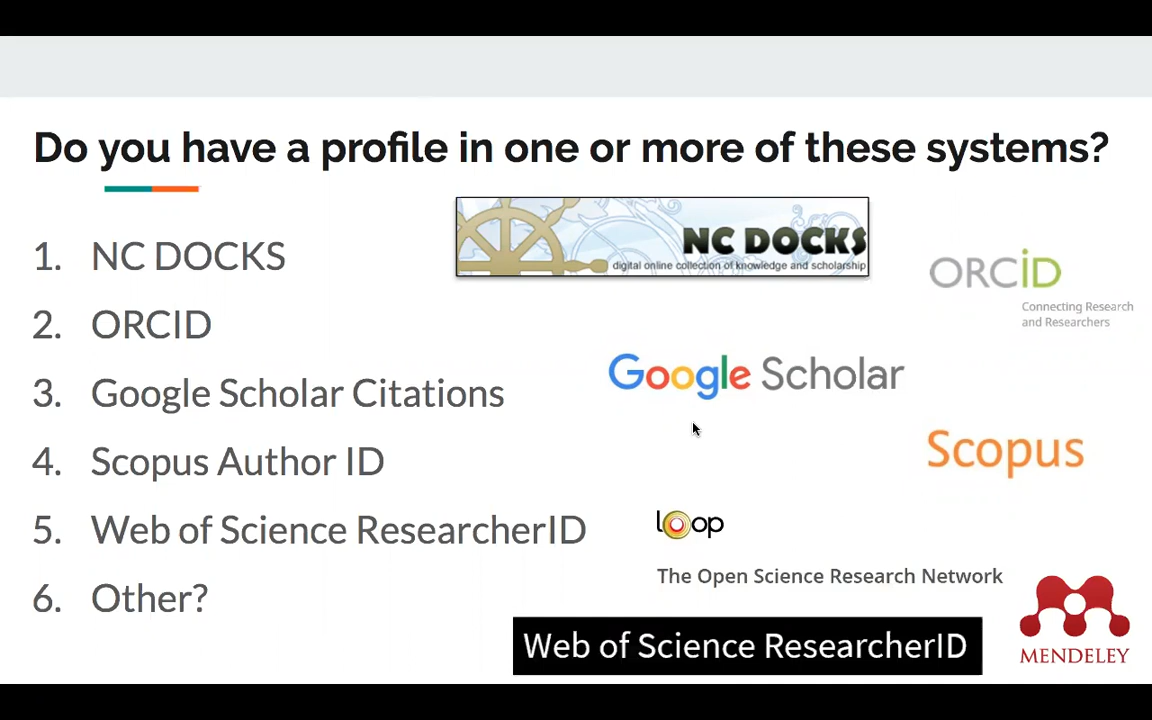 Do you have a profile in one or more of these systems?
1. NC DOCKS
2. ORCID
3. Google Scholar Citations
4. Scopus Author ID
5. Web of Science ResearcherID
6. Other?
NC DOCKS
digital online collection of knowledge and scholarship
ORCiD
Connecting Research
and Researchers
Google Scholar
Scopus
loop
The Open Science Research Network
Web of Science ResearcherID
MENDELEY